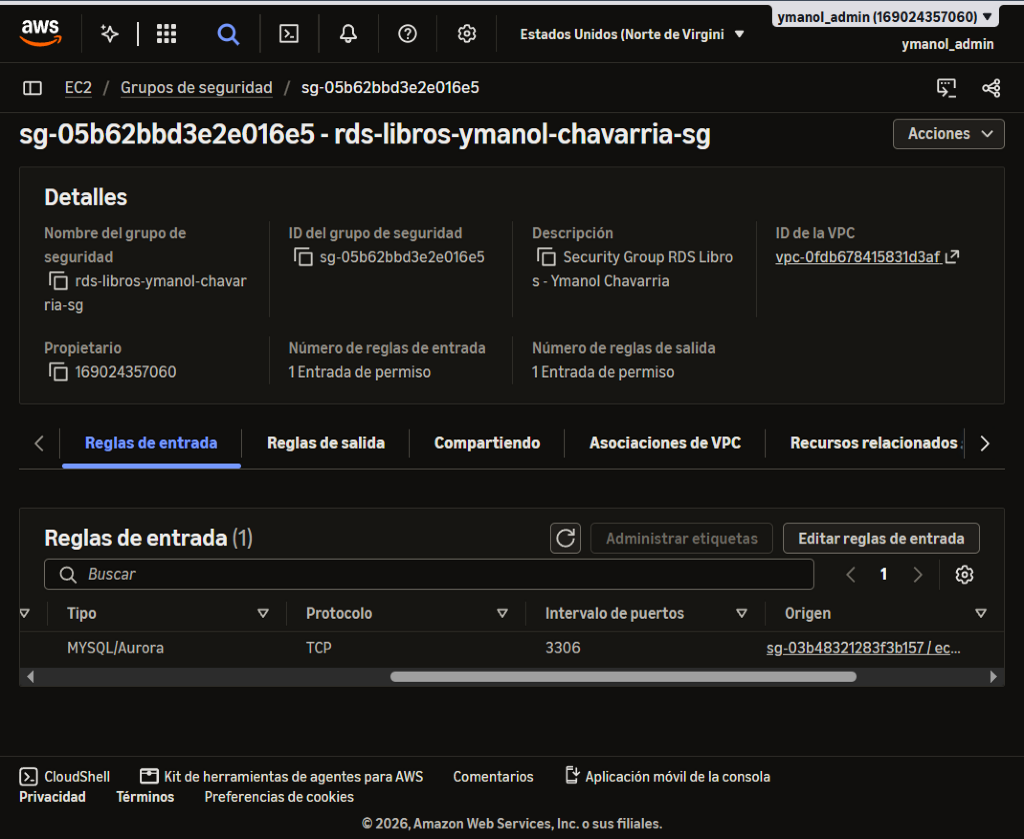 aws
Estados Unidos (Norte de Virgini
ymanol_admin (169024357060)
ymanol_admin
EC2 / Grupos de seguridad / sg-05b62bbd3e2e016e5
sg-05b62bbd3e2e016e5 - rds-libros-ymanol-chavarria-sg
Acciones
Detalles
Nombre del grupo de
seguridad
rds-libros-ymanol-chavar
ria-sg
ID del grupo de seguridad
sg-05b62bbd3e2e016e5
Descripción
Security Group RDS Libro
s - Ymanol Chavarria
ID de la VPC
vpc-0fdb678415831d3af
Propietario
169024357060
Número de reglas de entrada
1 Entrada de permiso
Número de reglas de salida
1 Entrada de permiso
Reglas de entrada
Reglas de salida
Compartiendo
Asociaciones de VPC
Recursos relacionados
Reglas de entrada (1)
Administrar etiquetas
Editar reglas de entrada
Buscar
1
Tipo
Protocolo
Intervalo de puertos
Origen
MYSQL/Aurora
TCP
3306
sg-03b48321283f3b157 / ec...
CloudShell
Kit de herramientas de agentes para AWS
Comentarios
Aplicación móvil de la consola
Privacidad
Términos
Preferencias de cookies
© 2026, Amazon Web Services, Inc. o sus filiales.